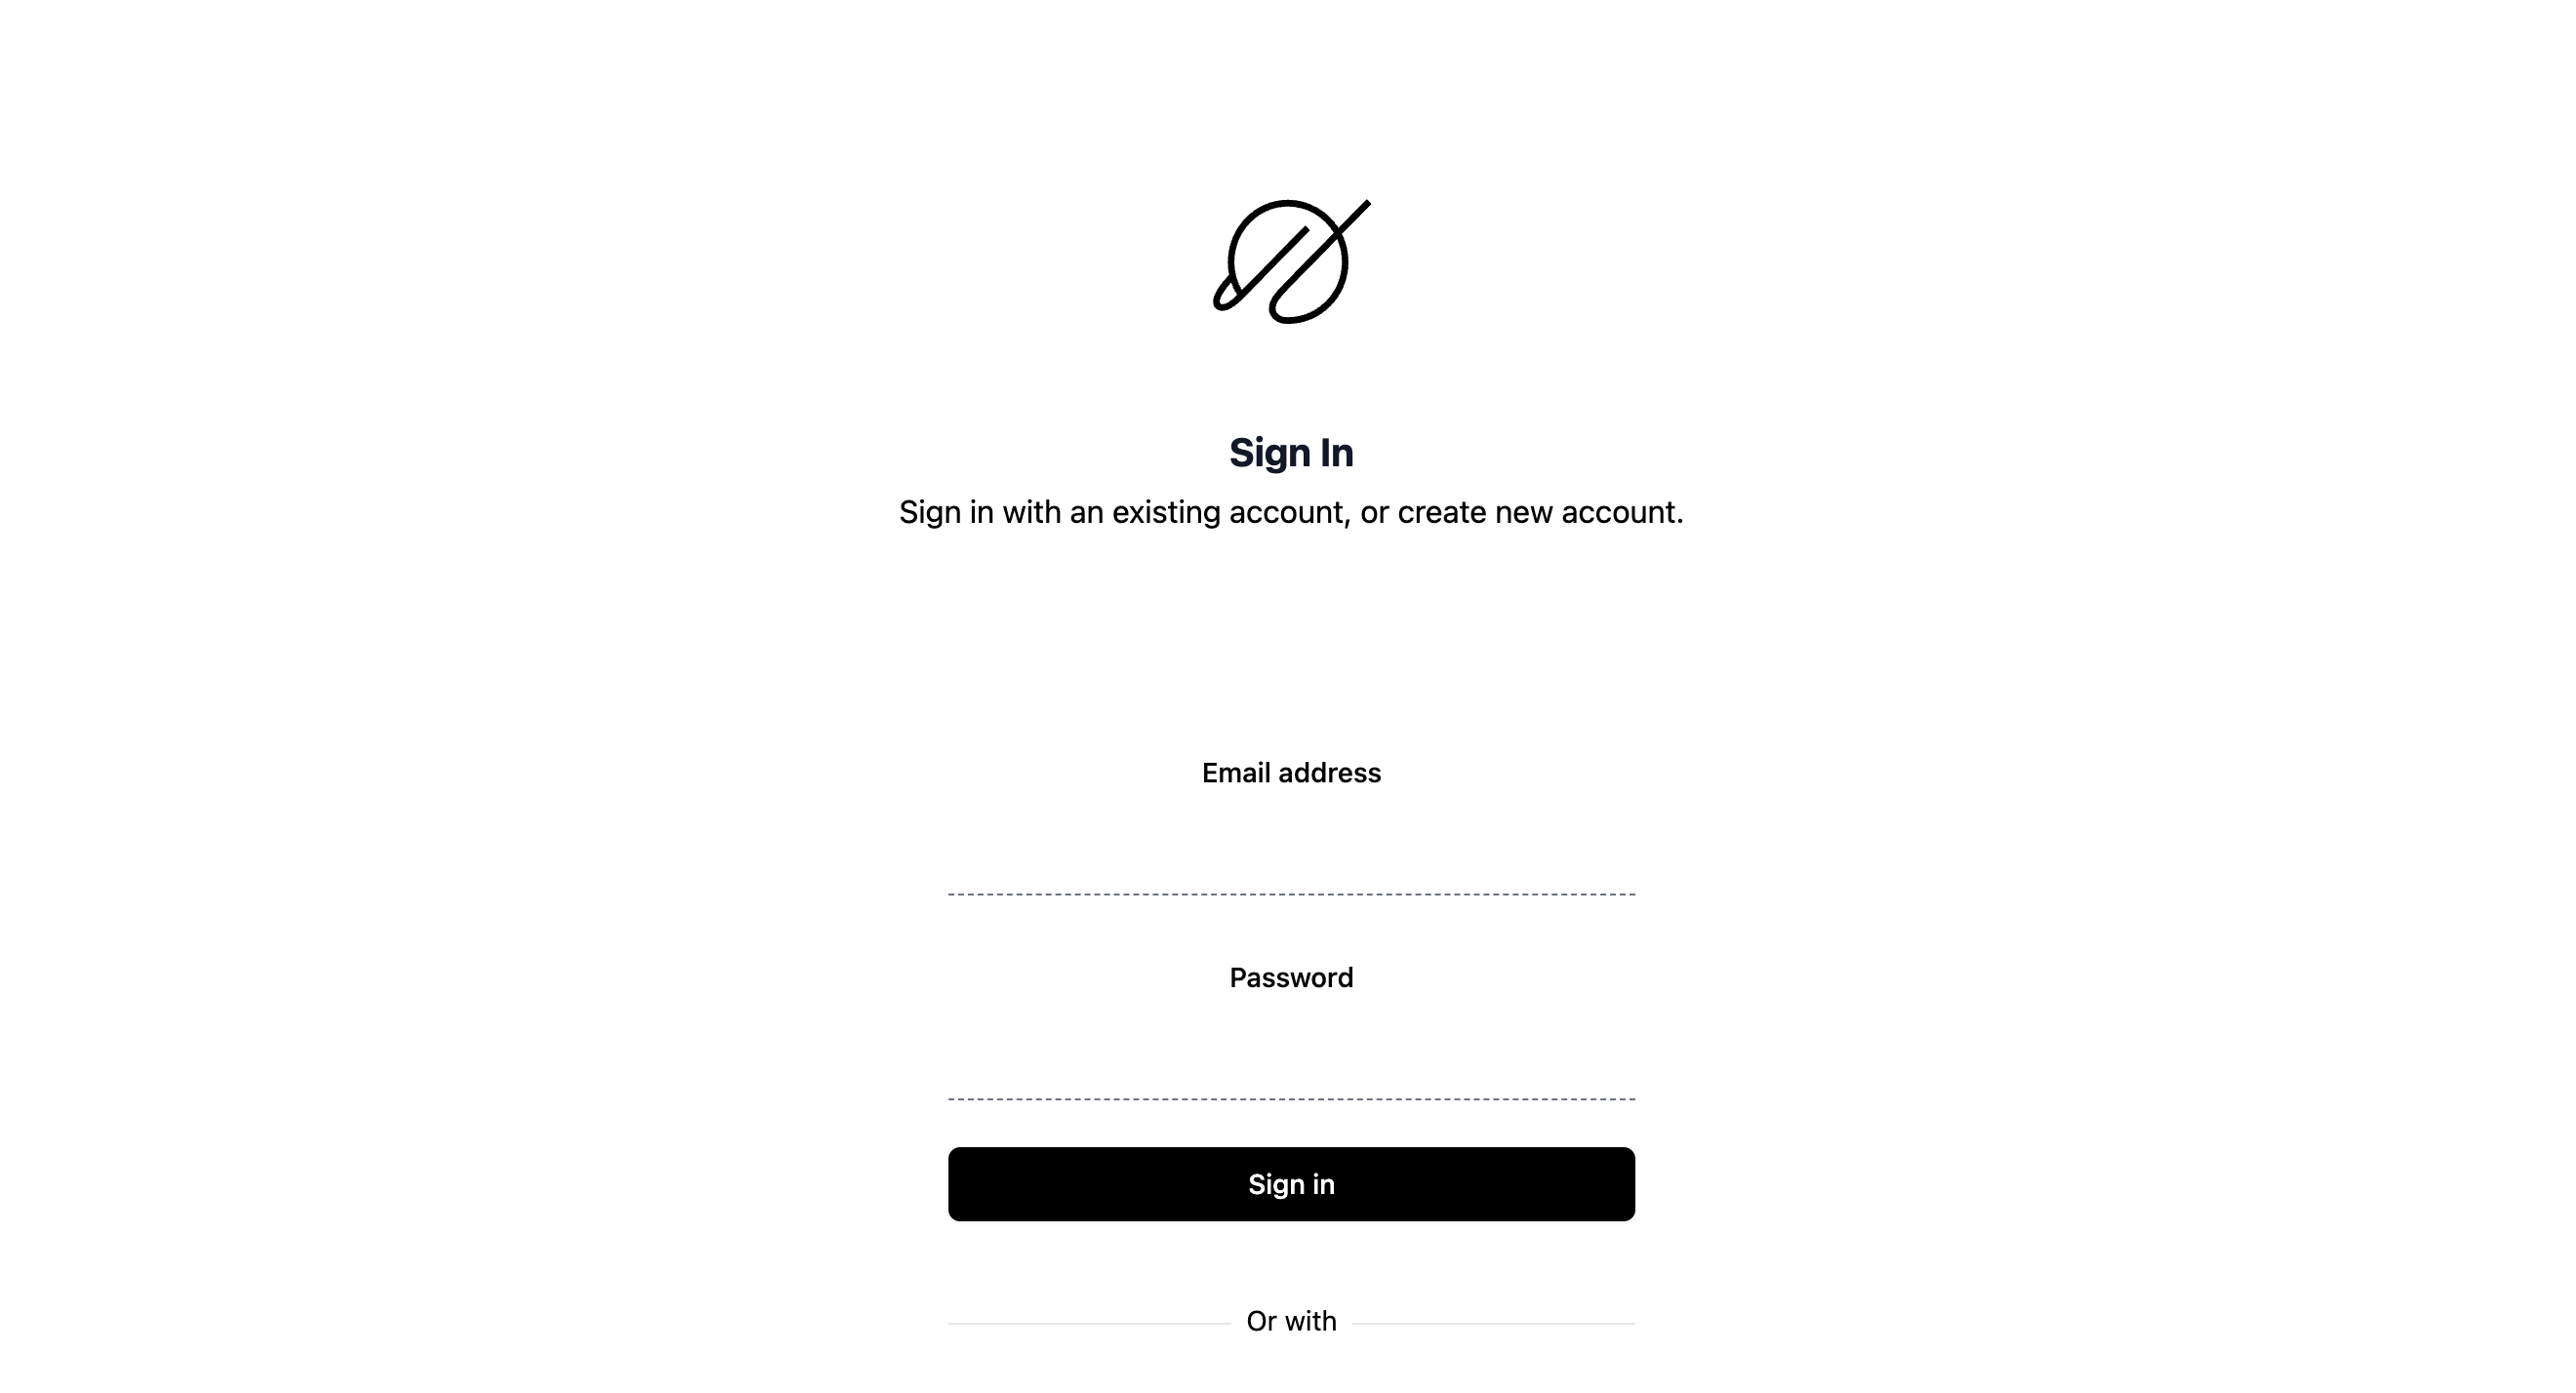 Sign In
Sign in with an existing account, or create new account.
Email address
Password
Sign in
Or with